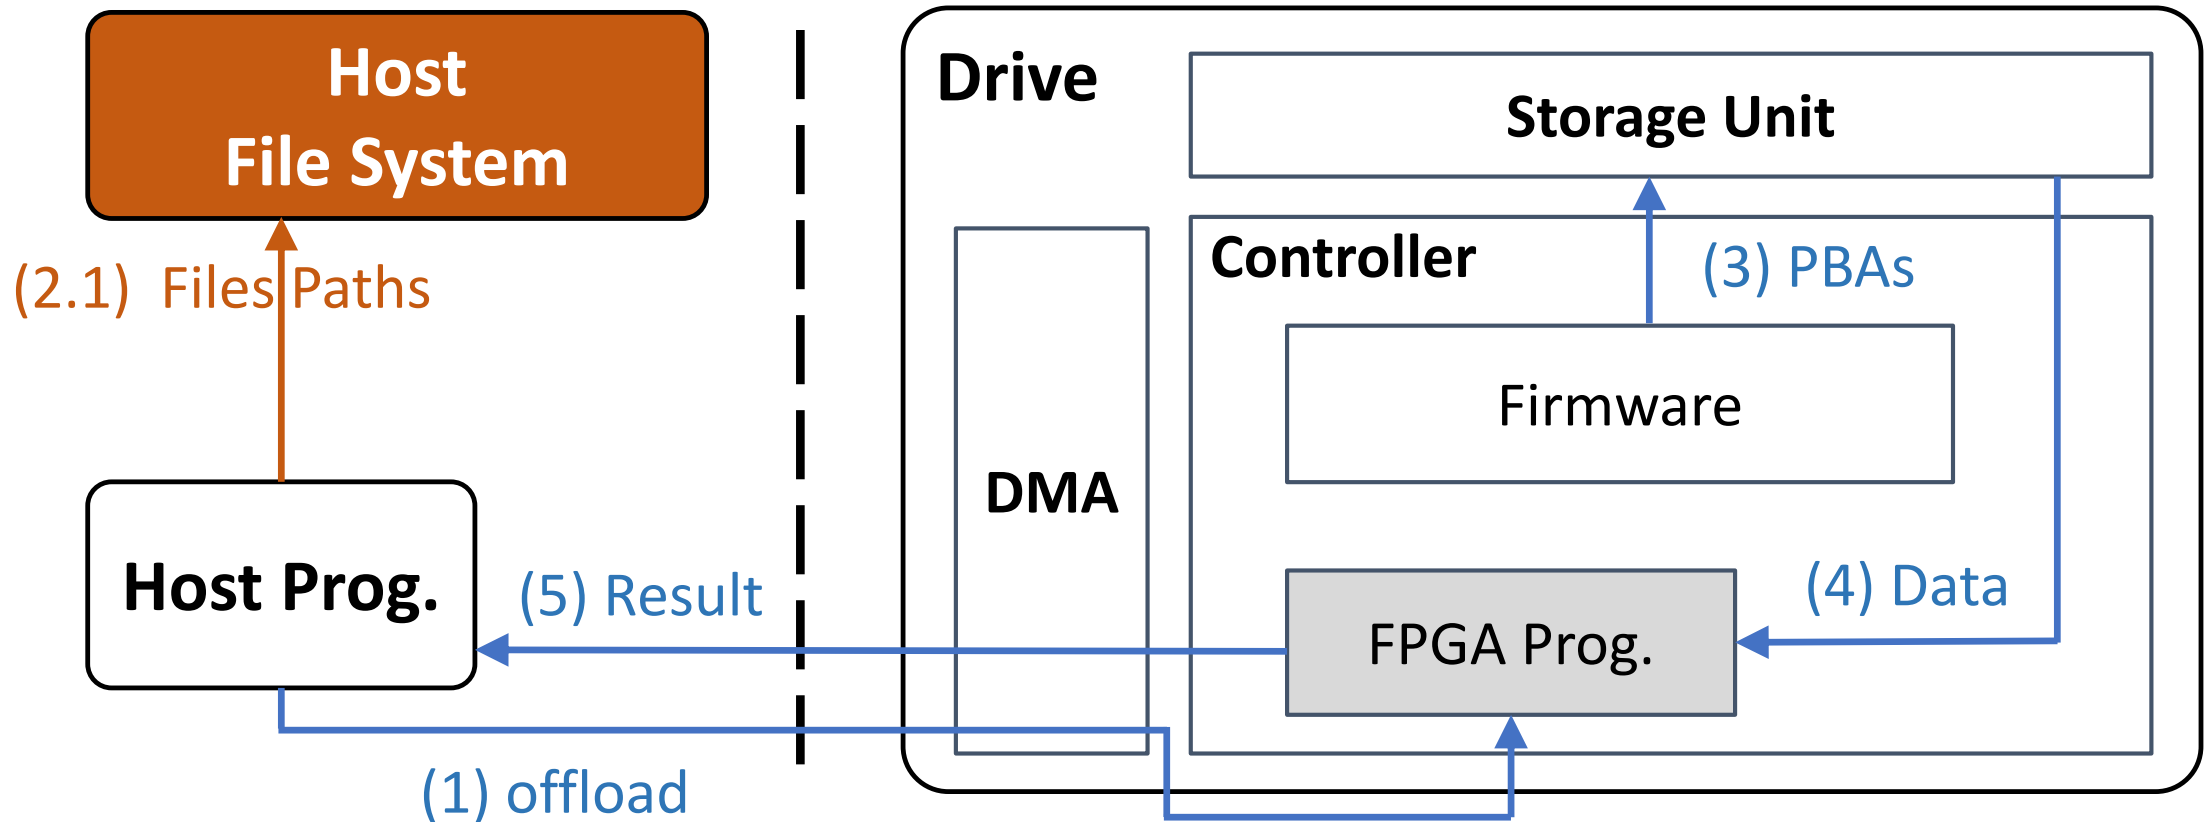 Host
File System
(2.1) Files Paths
Host Prog.
(5) Result
(1) offload
Drive
Storage Unit
DMA
Controller
(3) PBAs
Firmware
(4) Data
FPGA Prog.